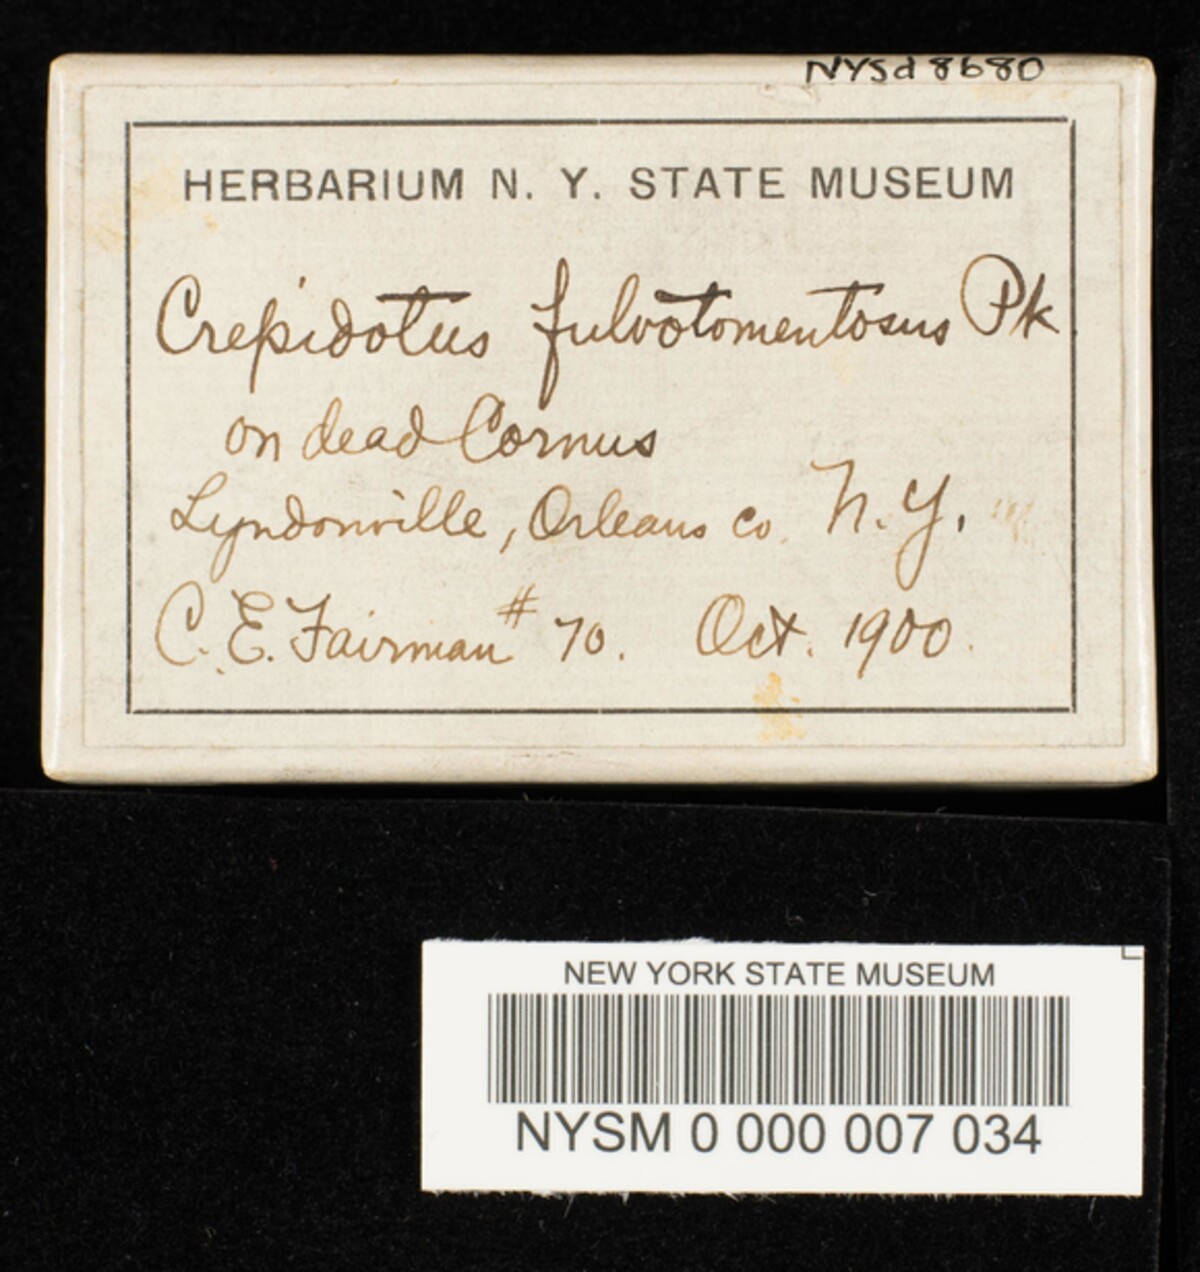 NYSd8680
HERBARIUM N. Y. STATE MUSEUM
Crepidotus fulvotomentosus Pk
on dead Cornus
Lyndonville, Orleans co. N. Y.
C. E. Fairman # 70. Oct. 1900.
NEW YORK STATE MUSEUM
NYSM 0 000 007 034